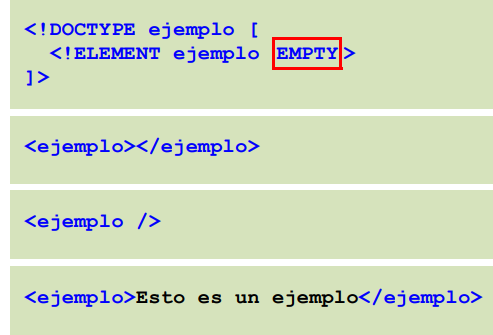 <!DOCTYPE ejemplo [
<!ELEMENT ejemplo EMPTY>
]>
<ejemplo></ejemplo>
<ejemplo />
<ejemplo>Esto es un ejemplo</ejemplo>